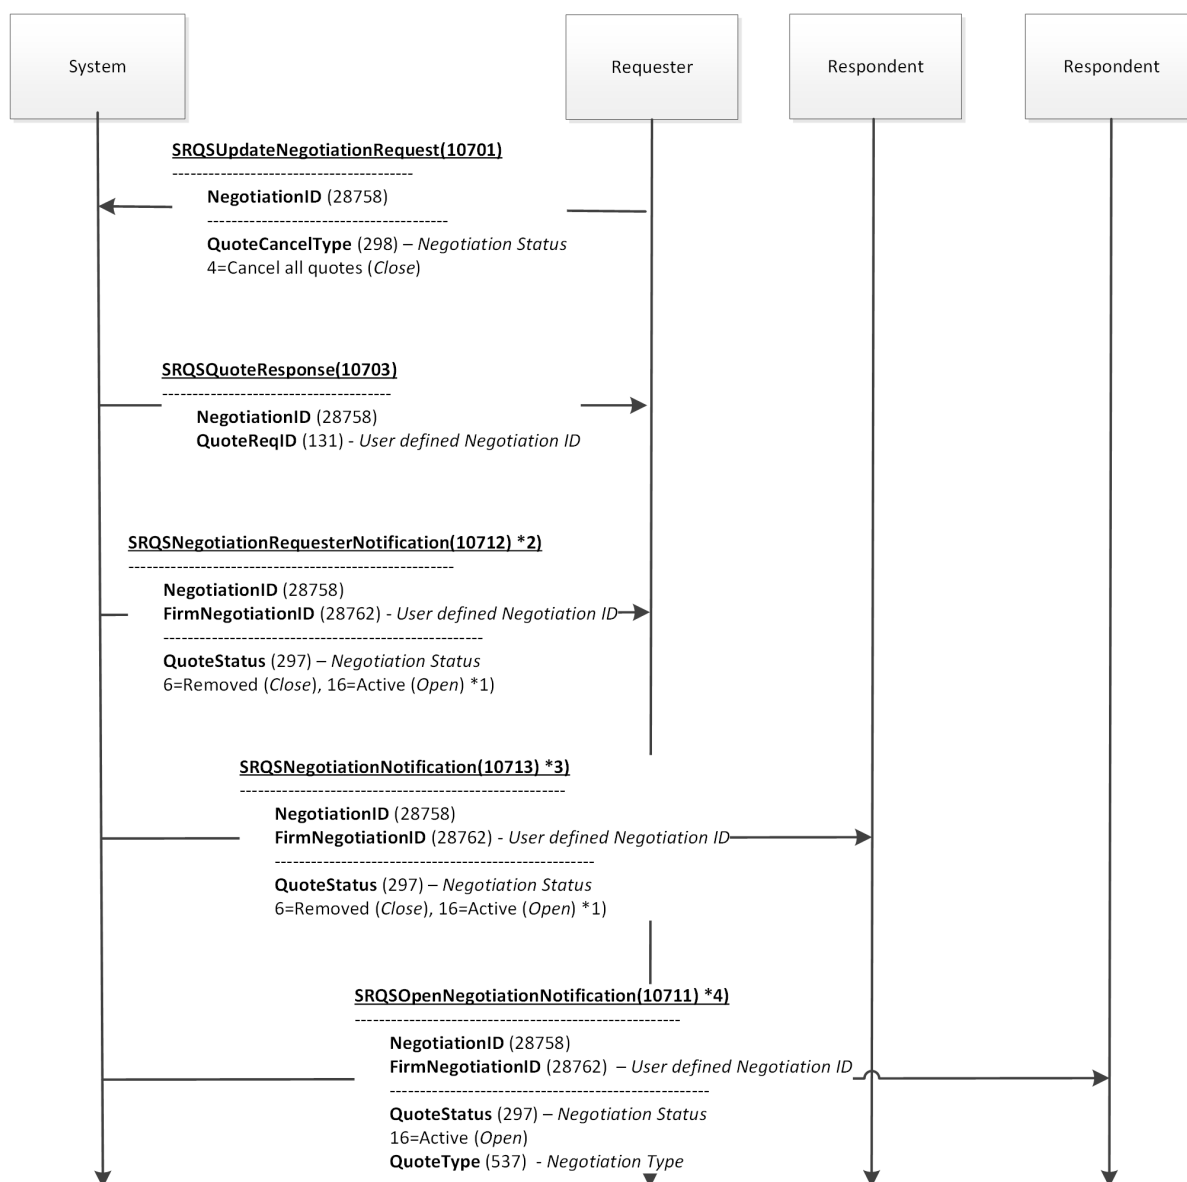 System
Requester
Respondent
Respondent
SRQSUpdateNegotiationRequest(10701)
---------------------------------------
NegotiationID (28758)
---------------------------------------
QuoteCancelType (298) – Negotiation Status
4=Cancel all quotes (Close)
SRQSQuoteResponse(10703)
-------------------------------------
NegotiationID (28758)
QuoteReqID (131) - User defined Negotiation ID
SRQSNegotiationRequesterNotification(10712) *2)
-----------------------------------------------------
NegotiationID (28758)
FirmNegotiationID (28762) - User defined Negotiation ID
----------------------------------------------------
QuoteStatus (297) – Negotiation Status
6=Removed (Close), 16=Active (Open) *1)
SRQSNegotiationNotification(10713) *3)
-----------------------------------------------------
NegotiationID (28758)
FirmNegotiationID (28762) - User defined Negotiation ID
----------------------------------------------------
QuoteStatus (297) – Negotiation Status
6=Removed (Close), 16=Active (Open) *1)
SRQSOpenNegotiationNotification(10711) *4)
-----------------------------------------------------
NegotiationID (28758)
FirmNegotiationID (28762) – User defined Negotiation ID
----------------------------------------------------
QuoteStatus (297) – Negotiation Status
16=Active (Open)
QuoteType (537) - Negotiation Type